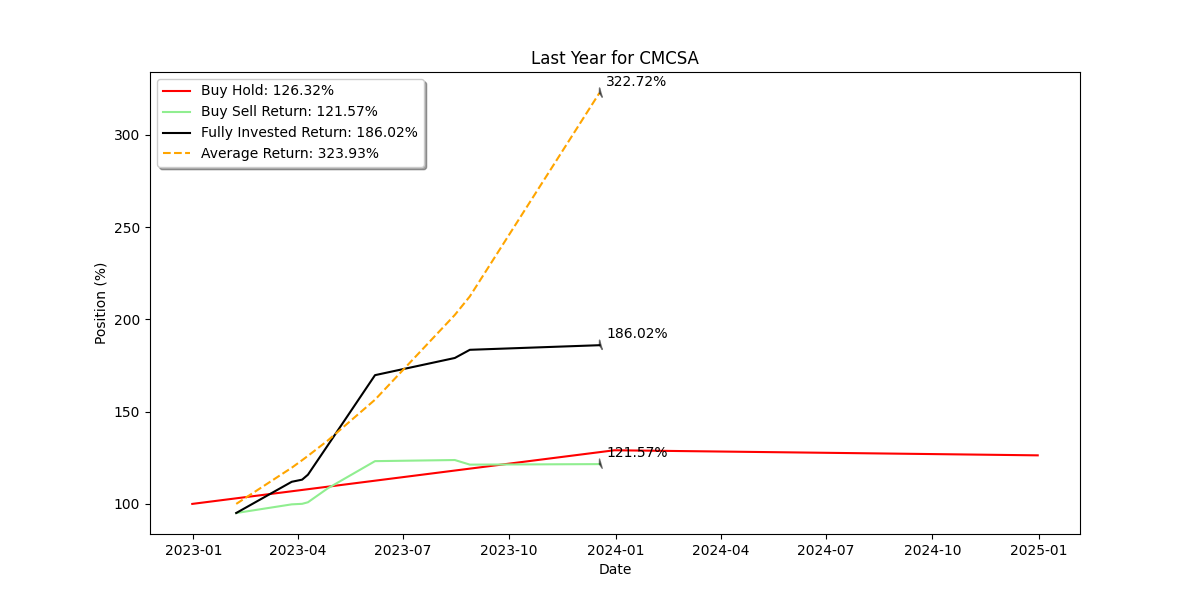 Last Year for CMCSA
Buy Hold: 126.32%
Buy Sell Return: 121.57%
Fully Invested Return: 186.02%
Average Return: 323.93%
322.72%
186.02%
121.57%
300
250
200
150
100
Position (%)
2023-01 2023-04 2023-07 2023-10 2024-01 2024-04 2024-07 2024-10 2025-01
Date